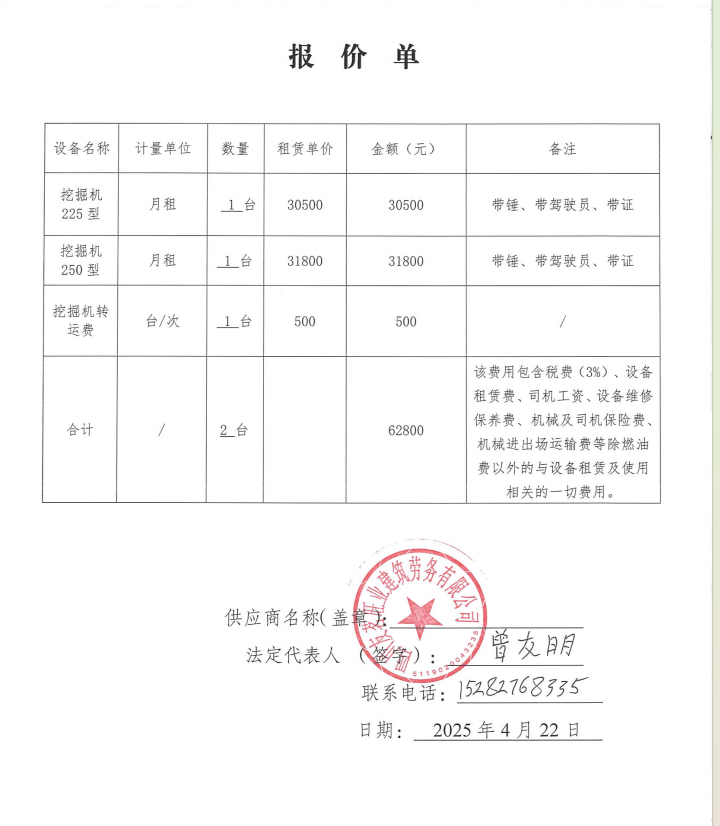 报 价 单
设备名称 计量单位 数量 租赁单价 金额（元） 备注
挖掘机
225 型 月租 1 台 30500 30500 带锤、带驾驶员、带证
挖掘机
250 型 月租 1 台 31800 31800 带锤、带驾驶员、带证
挖掘机转
运费 台/次 1 台 500 500 /
合计 / 2 台 62800
该费用包含税费（3%）、设备
租赁费、司机工资、设备维修
保养费、机械及司机保险费、
机械进出场运输费等除燃油
费以外的与设备租赁及使用
相关的一切费用。
供应商名称（盖章）：
业建筑劳务有限公司
5119020043235
法定代表人 （签字）： 曾友明
联系电话：15282768335
日期： 2025 年 4 月 22 日